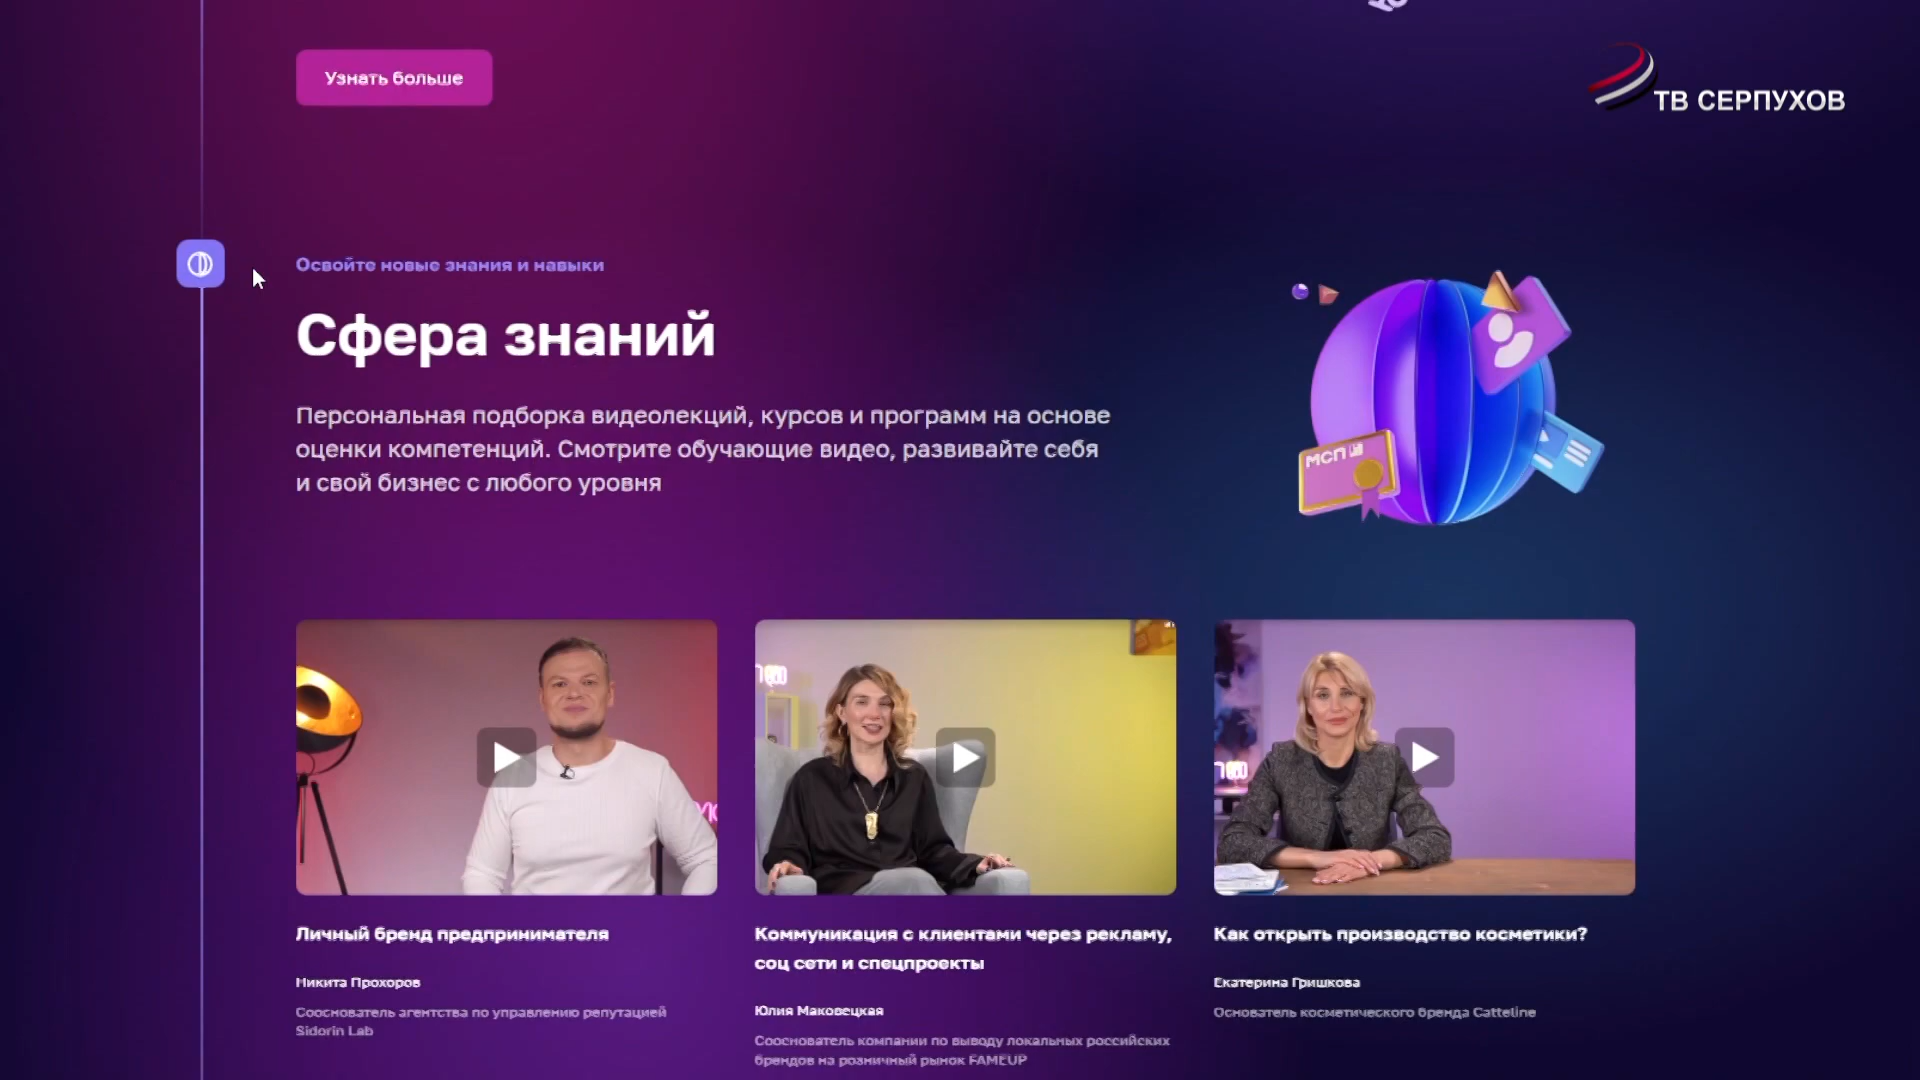 Узнать больше
ТВ СЕРПУХОВ
Освойте новые знания и навыки
Сфера знаний
Персональная подборка видеолекций, курсов и программ на основе
оценки компетенций. Смотрите обучающие видео, развивайте себя
и свой бизнес с любого уровня
МСП
Личный бренд предпринимателя
Никита Прохоров
Сооснователь агентства по управлению репутацией
Sidorin Lab
Коммуникация с клиентами через рекламу,
соц сети и спецпроекты
Юлия Маковецкая
Сооснователь компании по выводу локальных российских
брендов на розничный рынок FAMEUP
Как открыть производство косметики?
Екатерина Гришкова
Основатель косметического бренда Catteline